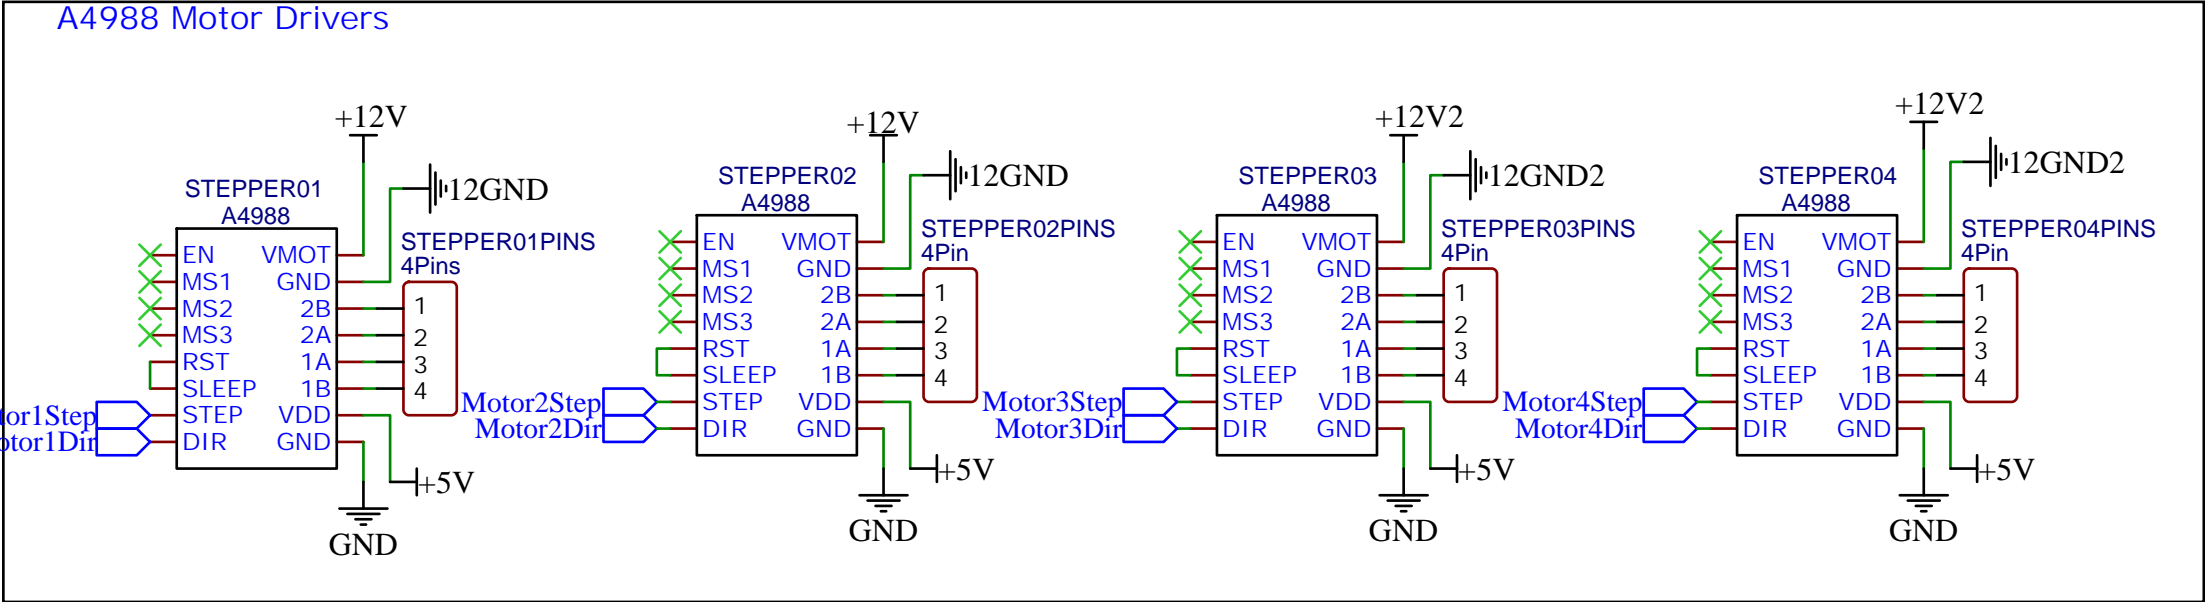 A4988 Motor Drivers
+12V
12GND
STEPPER01
A4988
STEPPER01PINS
4Pins
EN VMOT
MS1 GND
MS2 2B 1
MS3 2A 2
RST 1A 3
SLEEP 1B 4
tor1Step STEP VDD
otor1Dir DIR GND
+5V
GND
+12V
12GND
STEPPER02
A4988
STEPPER02PINS
4Pin
EN VMOT
MS1 GND
MS2 2B 1
MS3 2A 2
RST 1A 3
SLEEP 1B 4
Motor2Step STEP VDD
Motor2Dir DIR GND
+5V
GND
+12V2
12GND2
STEPPER03
A4988
STEPPER03PINS
4Pin
EN VMOT
MS1 GND
MS2 2B 1
MS3 2A 2
RST 1A 3
SLEEP 1B 4
Motor3Step STEP VDD
Motor3Dir DIR GND
+5V
GND
+12V2
12GND2
STEPPER04
A4988
STEPPER04PINS
4Pin
EN VMOT
MS1 GND
MS2 2B 1
MS3 2A 2
RST 1A 3
SLEEP 1B 4
Motor4Step STEP VDD
Motor4Dir DIR GND
+5V
GND